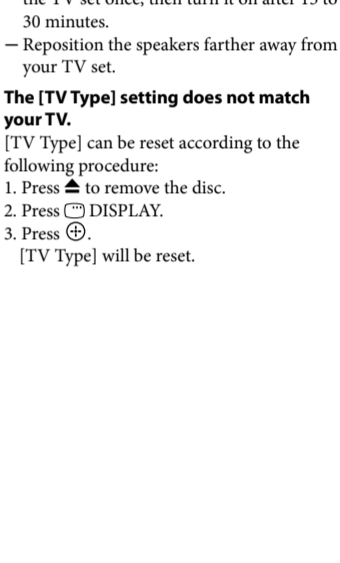 30 minutes.
– Reposition the speakers farther away from
your TV set.
The [TV Type] setting does not match
your TV.
[TV Type] can be reset according to the
following procedure:
1. Press ⏏ to remove the disc.
2. Press DISPLAY.
3. Press ⊕.
[TV Type] will be reset.